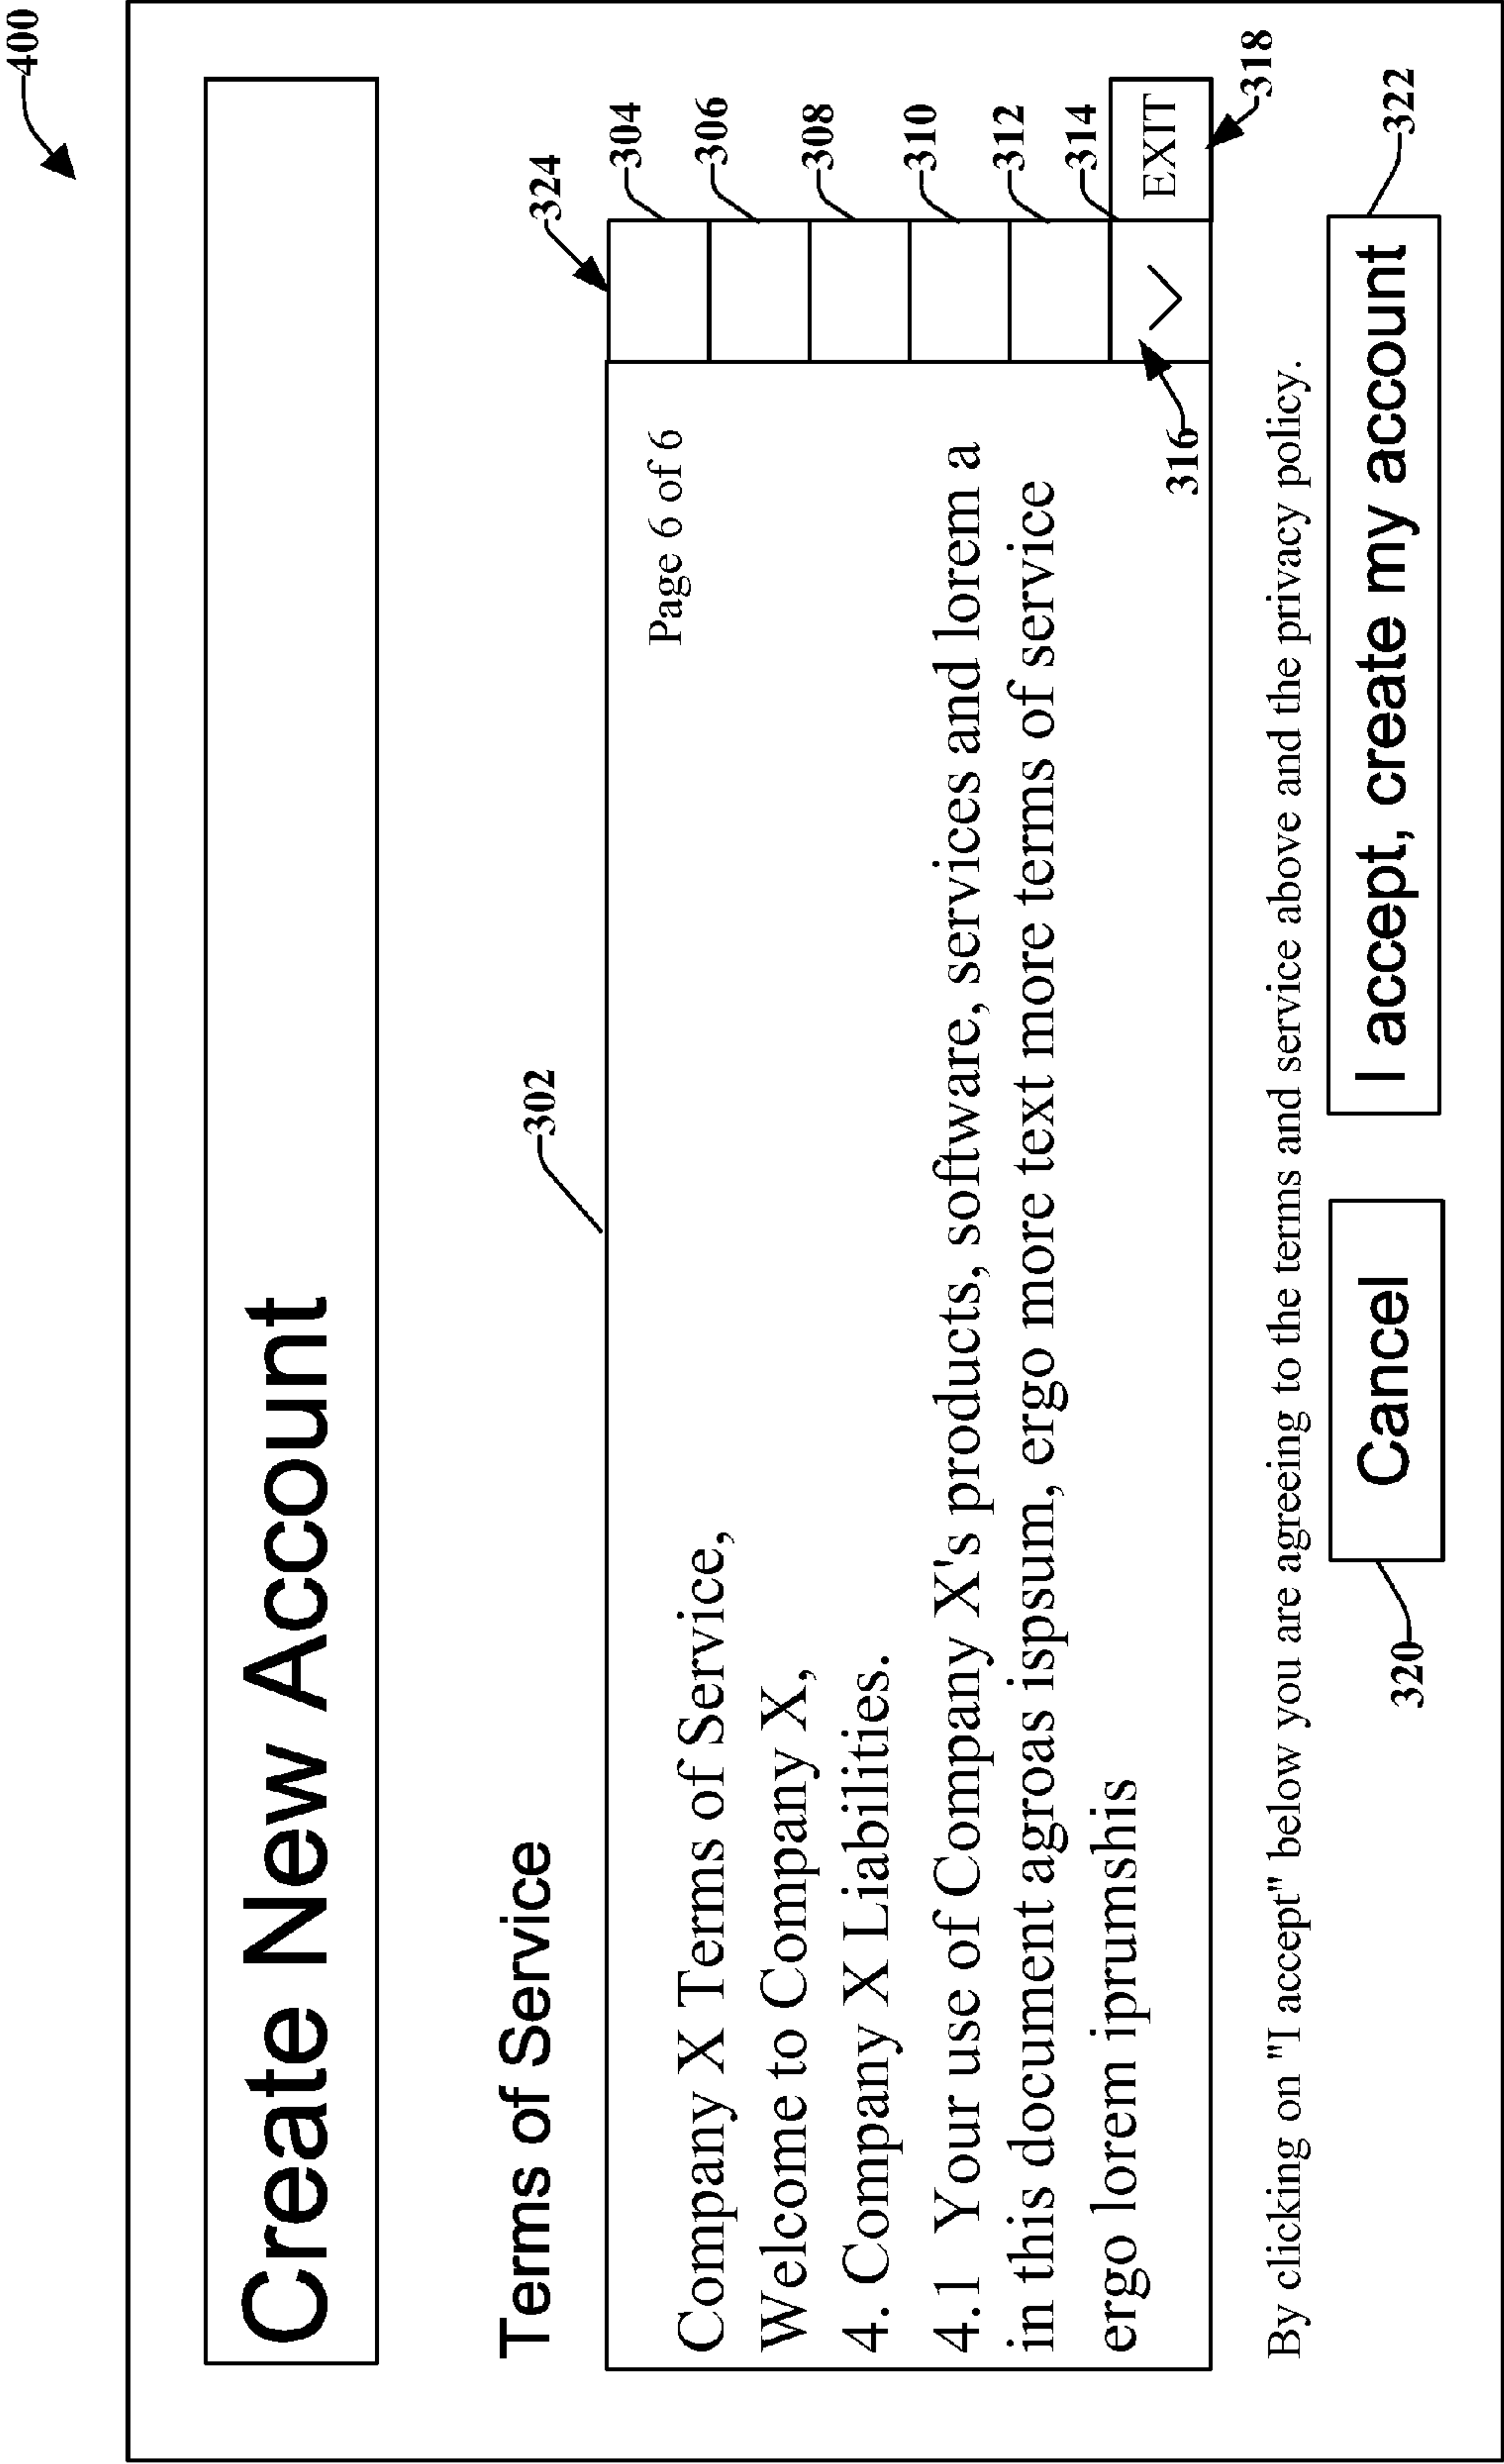 400
Create New Account
Terms of Service
302
324
Page 6 of 6
304
Company X Terms of Service,
306
Welcome to Company X,
308
4. Company X Liabilities.
310
4.1 Your use of Company X's products, software, services and lorem a
312
in this document agroas ispsum, ergo more text more terms of service
314
ergo lorem iprumshis
316
EXIT
318
By clicking on "I accept" below you are agreeing to the terms and service above and the privacy policy.
320
Cancel
I accept, create my account
322